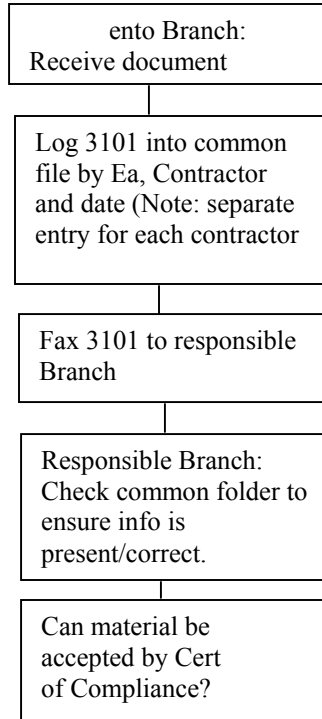 ento Branch:
Receive document
Log 3101 into common
file by Ea, Contractor
and date (Note: separate
entry for each contractor
Fax 3101 to responsible
Branch
Responsible Branch:
Check common folder to
ensure info is
present/correct.
Can material be
accepted by Cert
of Compliance?